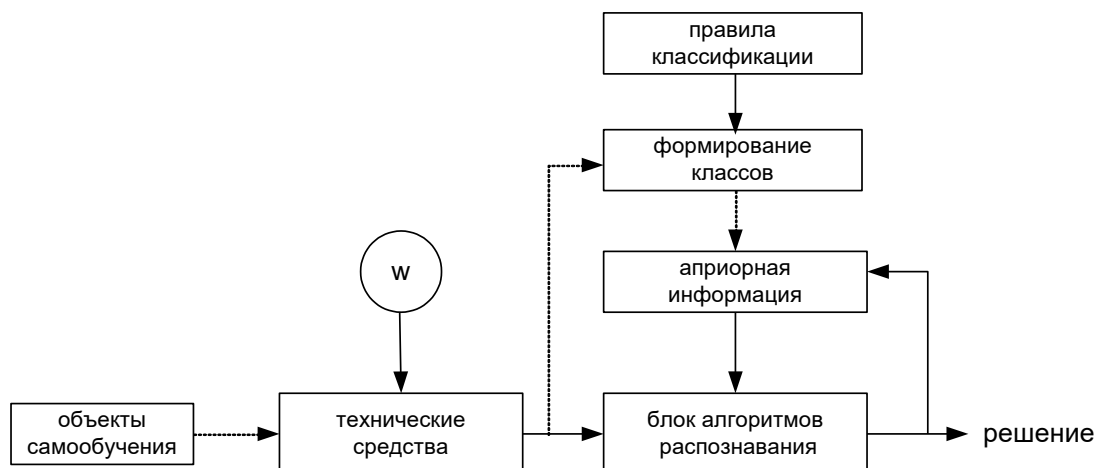 правила
классификации
формирование
классов
w
априорная
информация
объекты
самообучения
технические
средства
блок алгоритмов
распознавания
решение